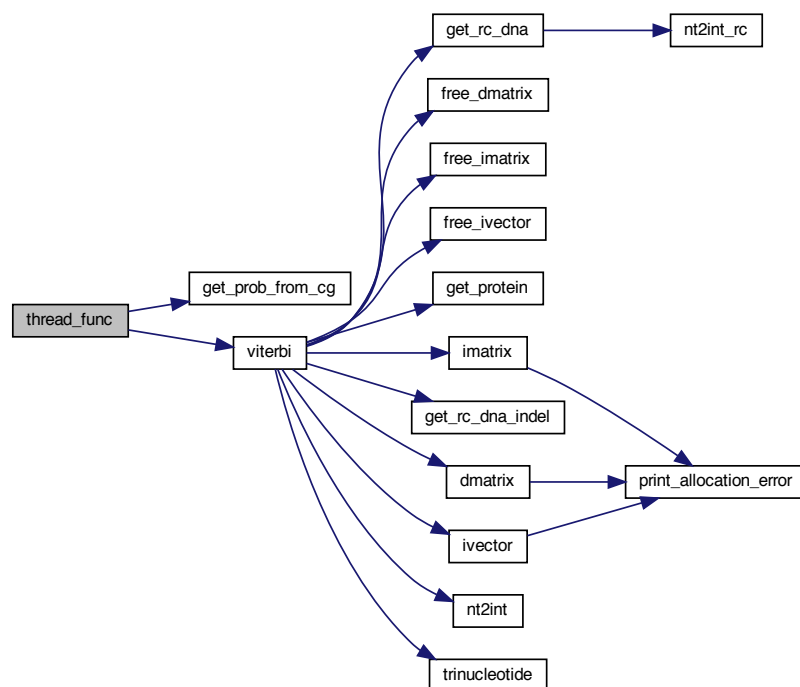 get_rc_dna
nt2int_rc
free_dmatrix
free_imatrix
free_ivector
get_prob_from_cg
get_protein
thread_func
viterbi
imatrix
get_rc_dna_indel
dmatrix
print_allocation_error
ivector
nt2int
trinucleotide